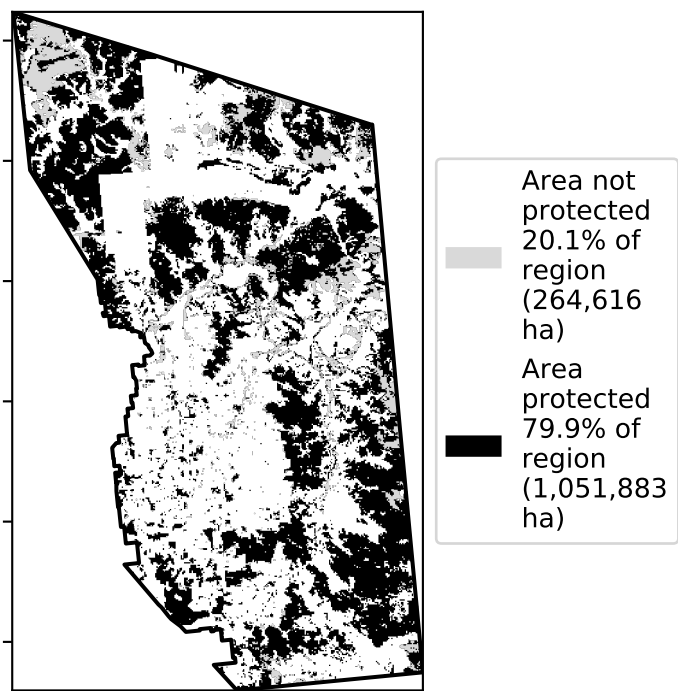 Area not
protected
20.1% of
region
(264,616
ha)
Area
protected
79.9% of
region
(1,051,883
ha)